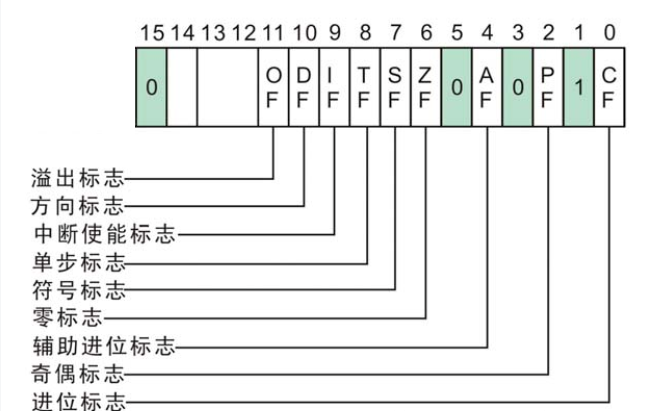 15 14 13 12 11 10 9 8 7 6 5 4 3 2 1 0
0 OF DF IF TF SF ZF 0 AF 0 PF 1 CF
溢出标志
方向标志
中断使能标志
单步标志
符号标志
零标志
辅助进位标志
奇偶标志
进位标志